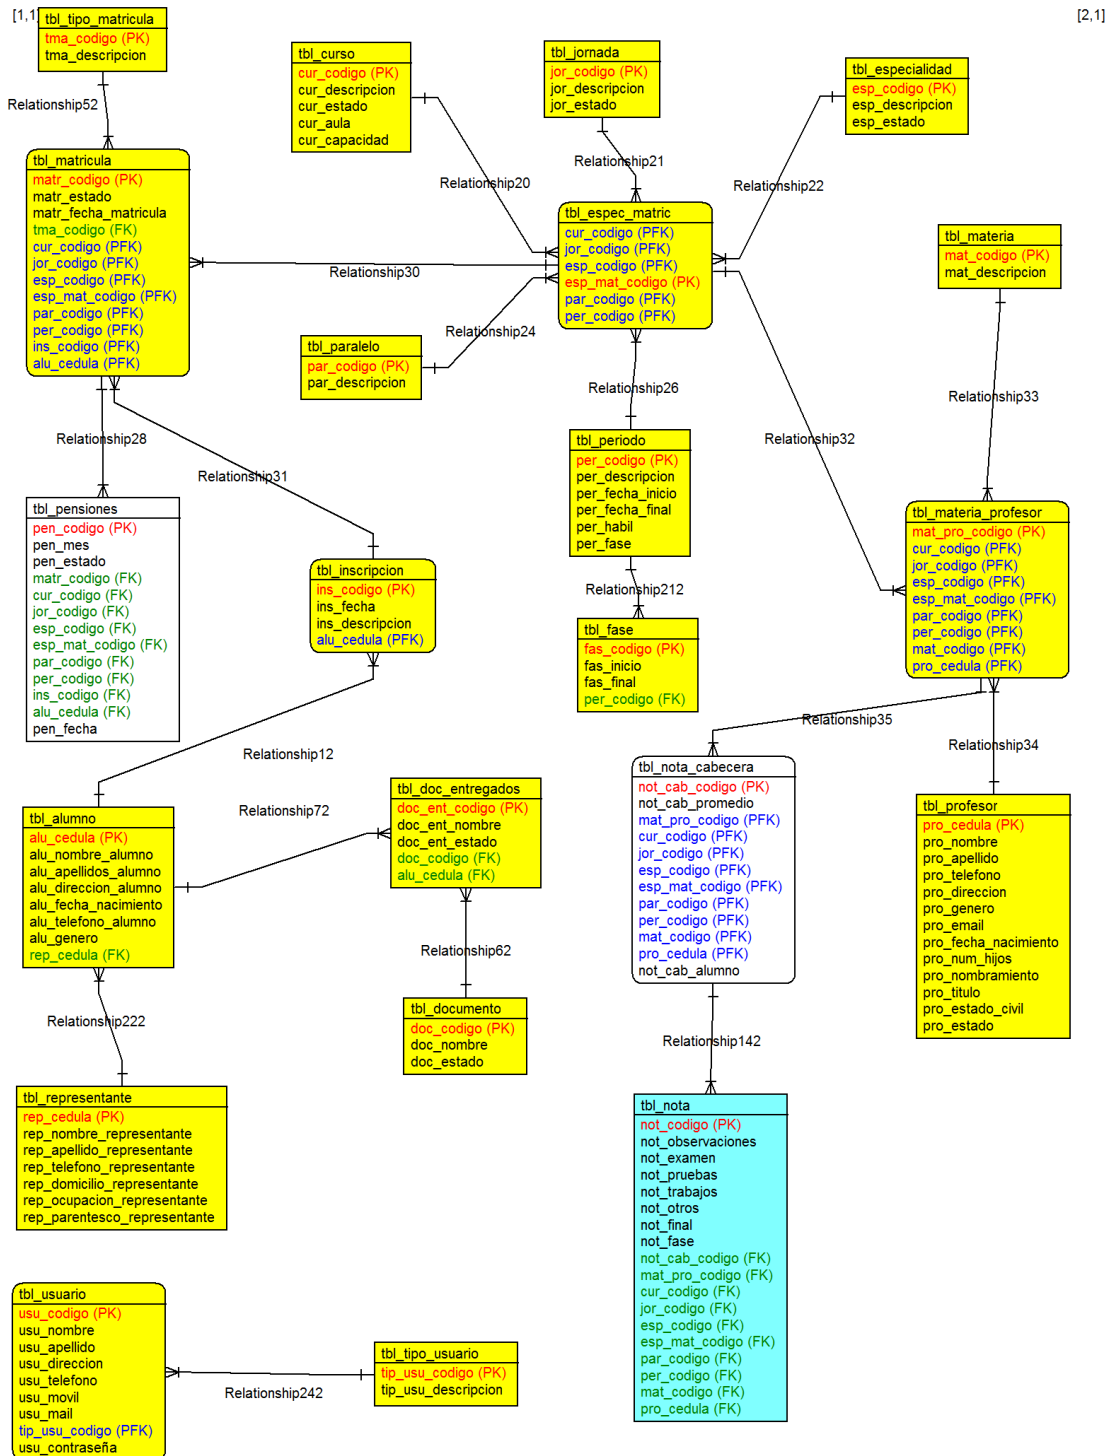 [1,1]
[2,1]
tbl_tipo_matricula
tma_codigo (PK)
tma_descripcion
Relationship52
tbl_curso
cur_codigo (PK)
cur_descripcion
cur_estado
cur_aula
cur_capacidad
Relationship20
tbl_jornada
jor_codigo (PK)
jor_descripcion
jor_estado
Relationship21
tbl_especialidad
esp_codigo (PK)
esp_descripcion
esp_estado
Relationship22
tbl_matricula
matr_codigo (PK)
matr_estado
matr_fecha_matricula
tma_codigo (FK)
cur_codigo (PFK)
jor_codigo (PFK)
esp_codigo (PFK)
esp_mat_codigo (PFK)
par_codigo (PFK)
per_codigo (PFK)
ins_codigo (PFK)
alu_cedula (PFK)
Relationship30
tbl_espec_matric
cur_codigo (PFK)
jor_codigo (PFK)
esp_codigo (PFK)
esp_mat_codigo (PK)
par_codigo (PFK)
per_codigo (PFK)
tbl_materia
mat_codigo (PK)
mat_descripcion
Relationship24
tbl_paralelo
par_codigo (PK)
par_descripcion
Relationship26
Relationship33
Relationship28
Relationship32
Relationship31
tbl_periodo
per_codigo (PK)
per_descripcion
per_fecha_inicio
per_fecha_final
per_habil
per_fase
Relationship212
tbl_pensiones
pen_codigo (PK)
pen_mes
pen_estado
matr_codigo (FK)
cur_codigo (FK)
jor_codigo (FK)
esp_codigo (FK)
esp_mat_codigo (FK)
par_codigo (FK)
per_codigo (FK)
ins_codigo (FK)
alu_cedula (FK)
pen_fecha
tbl_inscripcion
ins_codigo (PK)
ins_fecha
ins_descripcion
alu_cedula (PFK)
tbl_fase
fas_codigo (PK)
fas_inicio
fas_final
per_codigo (FK)
tbl_materia_profesor
mat_pro_codigo (PK)
cur_codigo (PFK)
jor_codigo (PFK)
esp_codigo (PFK)
esp_mat_codigo (PFK)
par_codigo (PFK)
per_codigo (PFK)
mat_codigo (PFK)
pro_cedula (PFK)
Relationship35
Relationship34
Relationship12
tbl_alumno
alu_cedula (PK)
alu_nombre_alumno
alu_apellidos_alumno
alu_direccion_alumno
alu_fecha_nacimiento
alu_telefono_alumno
alu_genero
rep_cedula (FK)
Relationship72
tbl_doc_entregados
doc_ent_codigo (PK)
doc_ent_nombre
doc_ent_estado
doc_codigo (FK)
alu_cedula (FK)
Relationship62
tbl_nota_cabecera
not_cab_codigo (PK)
not_cab_promedio
mat_pro_codigo (PFK)
cur_codigo (PFK)
jor_codigo (PFK)
esp_codigo (PFK)
esp_mat_codigo (PFK)
par_codigo (PFK)
per_codigo (PFK)
mat_codigo (PFK)
pro_cedula (PFK)
not_cab_alumno
tbl_profesor
pro_cedula (PK)
pro_nombre
pro_apellido
pro_telefono
pro_direccion
pro_genero
pro_email
pro_fecha_nacimiento
pro_num_hijos
pro_nombramiento
pro_titulo
pro_estado_civil
pro_estado
Relationship222
tbl_documento
doc_codigo (PK)
doc_nombre
doc_estado
Relationship142
tbl_representante
rep_cedula (PK)
rep_nombre_representante
rep_apellido_representante
rep_telefono_representante
rep_domicilio_representante
rep_ocupacion_representante
rep_parentesco_representante
tbl_nota
not_codigo (PK)
not_observaciones
not_examen
not_pruebas
not_trabajos
not_otros
not_final
not_fase
not_cab_codigo (FK)
mat_pro_codigo (FK)
cur_codigo (FK)
jor_codigo (FK)
esp_codigo (FK)
esp_mat_codigo (FK)
par_codigo (FK)
per_codigo (FK)
mat_codigo (FK)
pro_cedula (FK)
tbl_usuario
usu_codigo (PK)
usu_nombre
usu_apellido
usu_direccion
usu_telefono
usu_movil
usu_mail
tip_usu_codigo (PFK)
usu_contraseña
Relationship242
tbl_tipo_usuario
tip_usu_codigo (PK)
tip_usu_descripcion